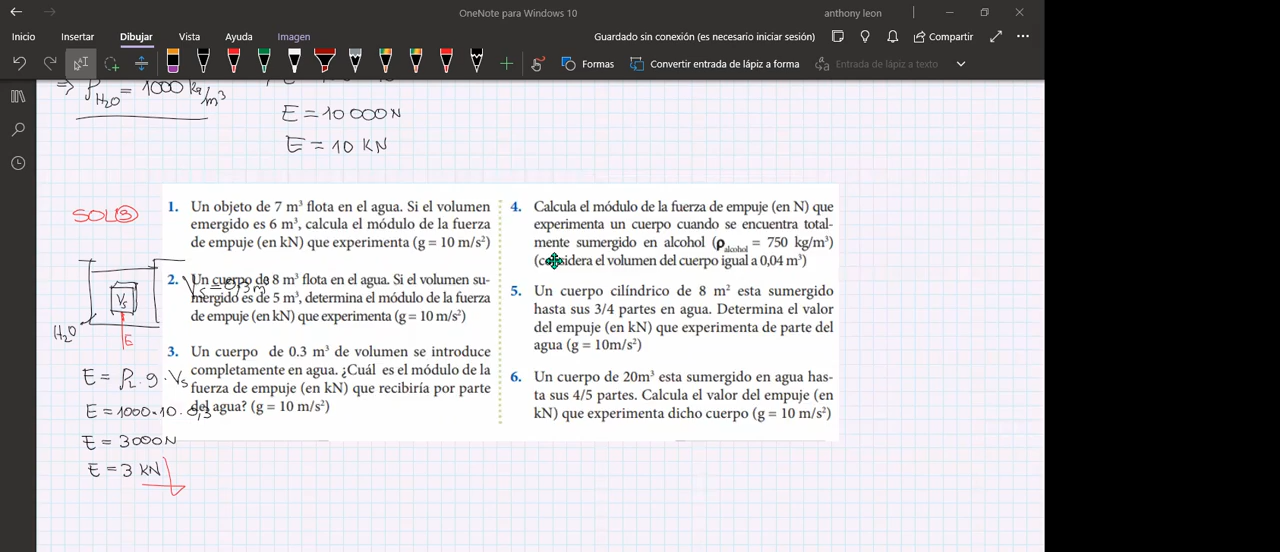 OneNote para Windows 10
anthony leon
Inicio
Insertar
Dibujar
Vista
Ayuda
Imagen
Guardado sin conexión (es necesario iniciar sesión)
Compartir
Formas
Convertir entrada de lápiz a forma
Entrada de lápiz a texto
⇒ ρH₂O = 1000 kg/m³
E = 10 000N
E = 10 KN
SOL③
Vs = 0,3 m
Vs
H₂O
E
E = ρL · g · Vs
E = 1000 · 10 · 0,3
E = 3000N
E = 3 KN
1. Un objeto de 7 m³ flota en el agua. Si el volumen
emergido es 6 m³, calcula el módulo de la fuerza
de empuje (en kN) que experimenta (g = 10 m/s²)
2. Un cuerpo de 8 m³ flota en el agua. Si el volumen su-
mergido es de 5 m³, determina el módulo de la fuerza
de empuje (en kN) que experimenta (g = 10 m/s²)
3. Un cuerpo de 0.3 m³ de volumen se introduce
completamente en agua. ¿Cuál es el módulo de la
fuerza de empuje (en kN) que recibiría por parte
del agua? (g = 10 m/s²)
4. Calcula el módulo de la fuerza de empuje (en N) que
experimenta un cuerpo cuando se encuentra total-
mente sumergido en alcohol (ρalcohol = 750 kg/m³)
(considera el volumen del cuerpo igual a 0,04 m³)
5. Un cuerpo cilíndrico de 8 m² esta sumergido
hasta sus 3/4 partes en agua. Determina el valor
del empuje (en kN) que experimenta de parte del
agua (g = 10m/s²)
6. Un cuerpo de 20m³ esta sumergido en agua has-
ta sus 4/5 partes. Calcula el valor del empuje (en
kN) que experimenta dicho cuerpo (g = 10 m/s²)